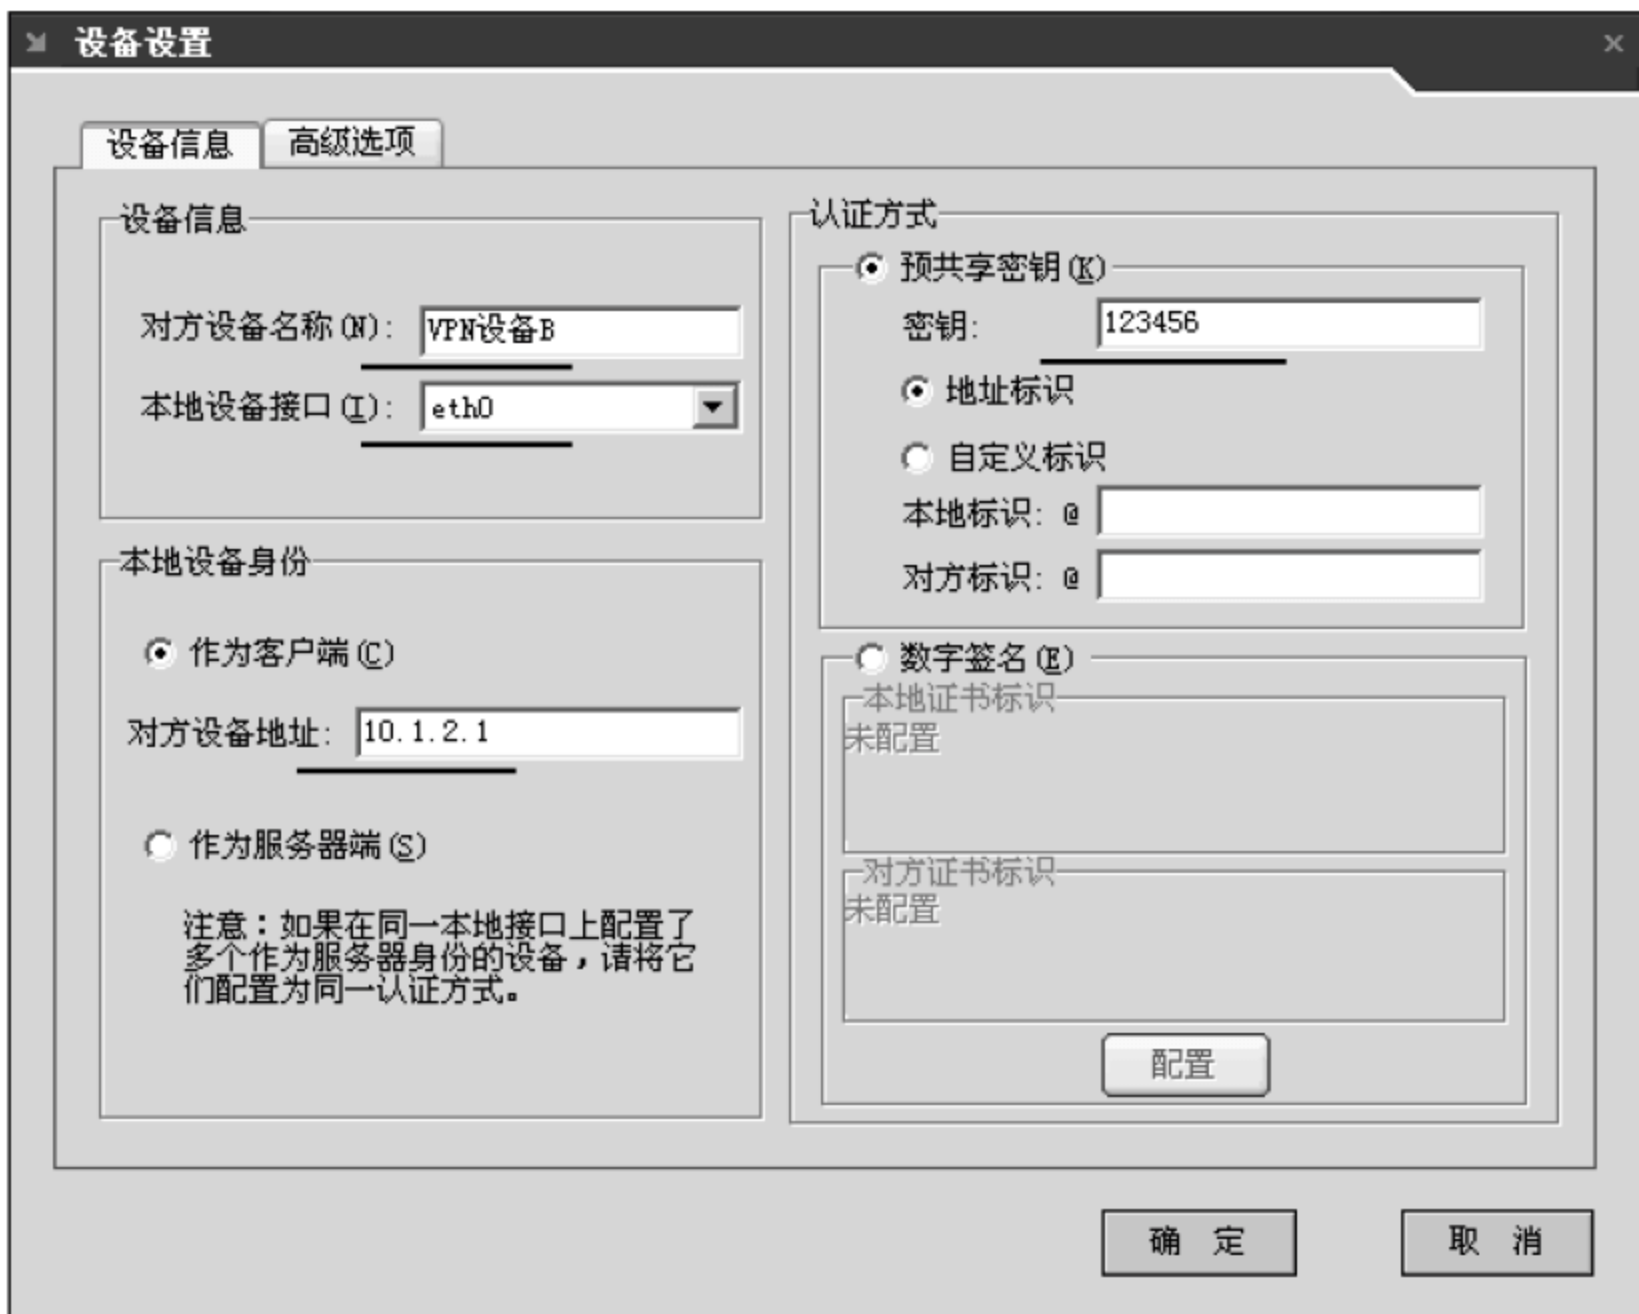 设备设置
设备信息
高级选项
设备信息
对方设备名称(N):
VPN设备B
本地设备接口(I):
eth0
本地设备身份
作为客户端(C)
对方设备地址:
10.1.2.1
作为服务器端(S)
注意：如果在同一本地接口上配置了
多个作为服务器身份的设备，请将它
们配置为同一认证方式。
认证方式
预共享密钥(K)
密钥:
123456
地址标识
自定义标识
本地标识: @
对方标识: @
数字签名(E)
本地证书标识
未配置
对方证书标识
未配置
配置
确 定
取 消